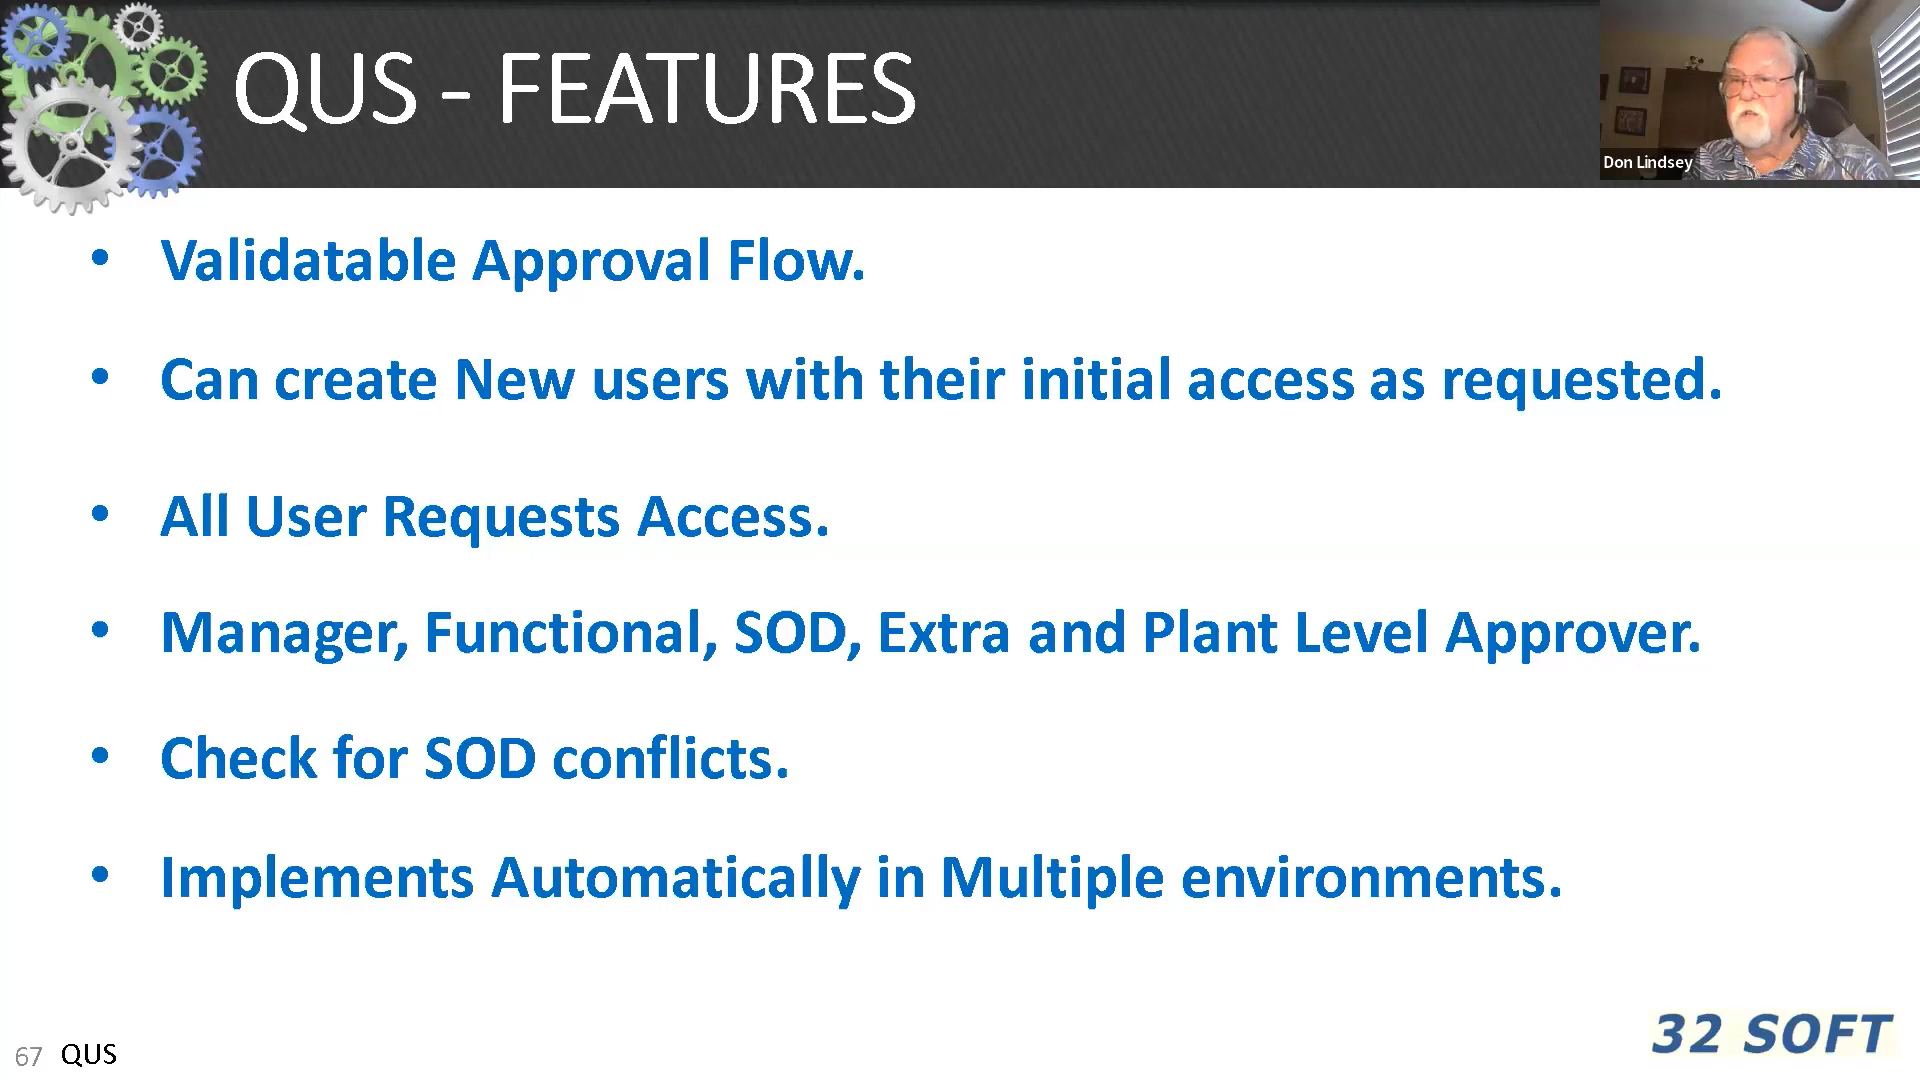 QUS - FEATURES
Don Lindsey
• Validatable Approval Flow.
• Can create New users with their initial access as requested.
• All User Requests Access.
• Manager, Functional, SOD, Extra and Plant Level Approver.
• Check for SOD conflicts.
• Implements Automatically in Multiple environments.
32 SOFT
67 QUS